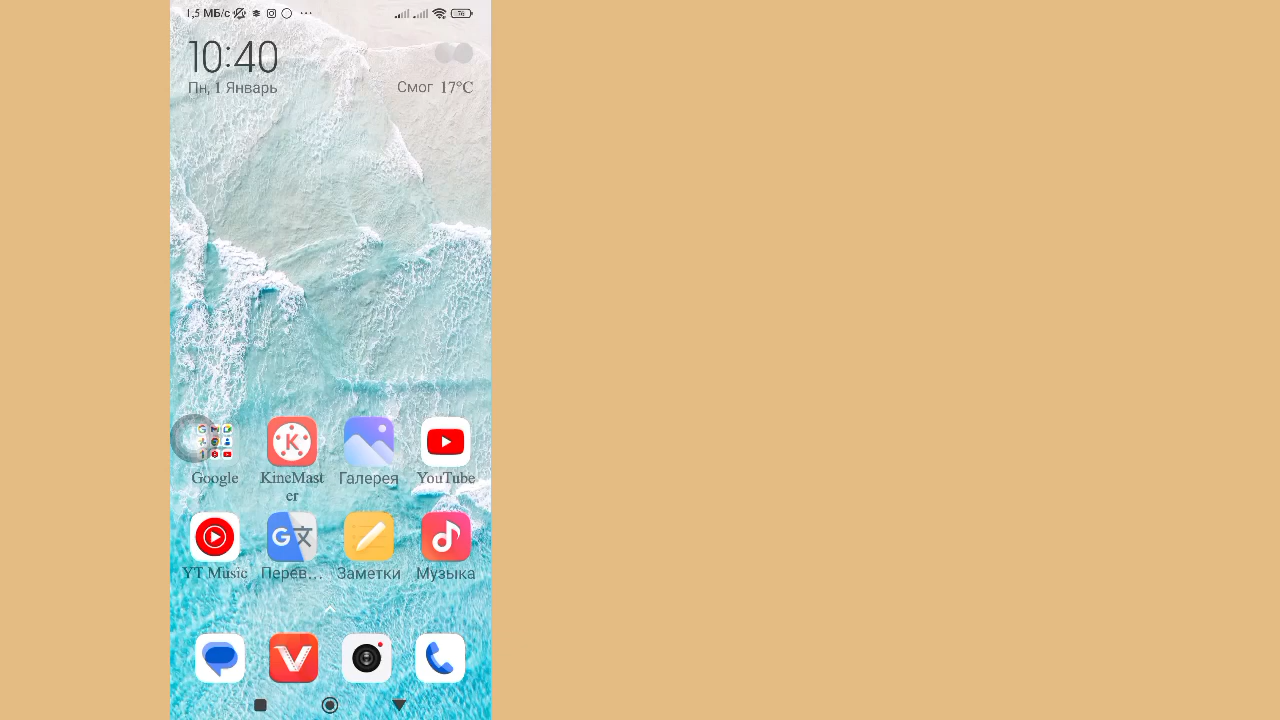 1,5 МБ/с
76
10:40
Пн, 1 Январь
Смог 17°C
Google
KineMast
er
Галерея
YouTube
YT Music
Перев...
Заметки
Музыка